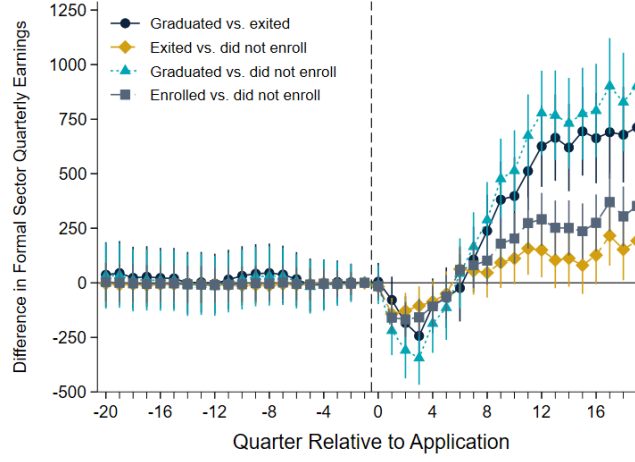 1250
1000
750
500
250
0
-250
-500
Difference in Formal Sector Quarterly Earnings
Graduated vs. exited
Exited vs. did not enroll
Graduated vs. did not enroll
Enrolled vs. did not enroll
-20 -16 -12 -8 -4 0 4 8 12 16
Quarter Relative to Application